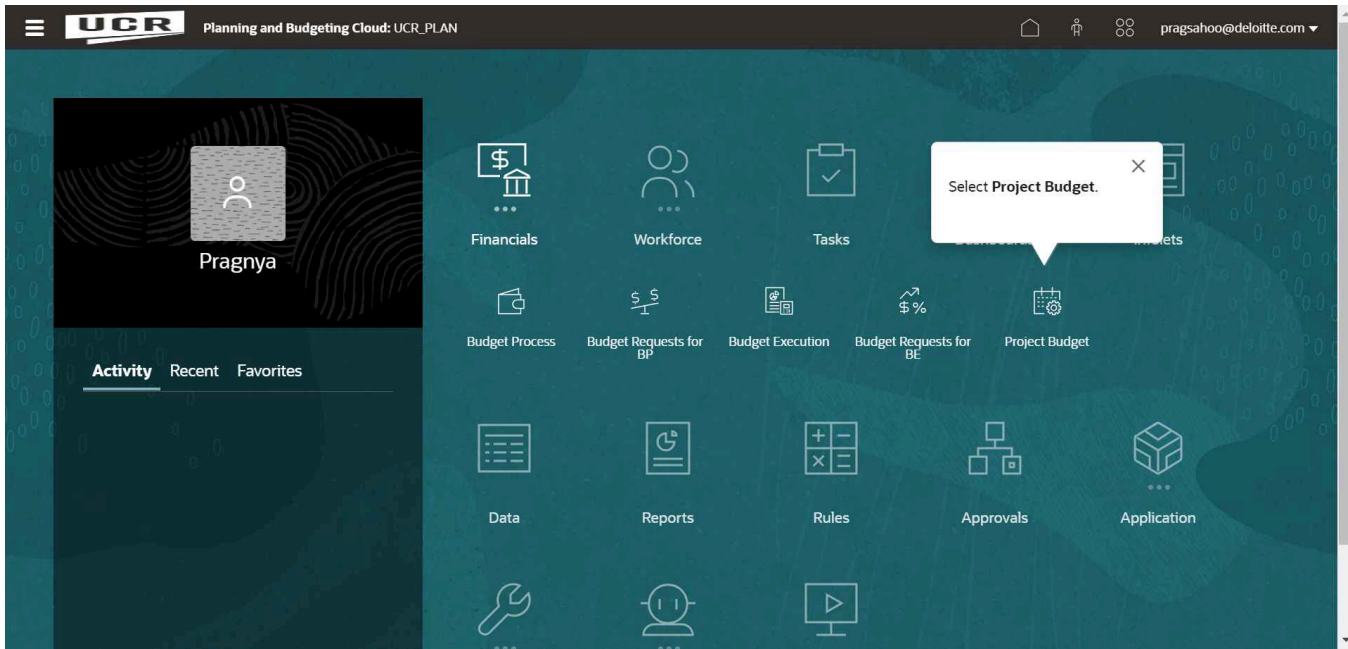 UCR Planning and Budgeting Cloud: UCR_PLAN pragsahoo@deloitte.com
Select Project Budget.
Financials Workforce Tasks
Pragnya
Budget Process Budget Requests for BP Budget Execution Budget Requests for BE Project Budget
Activity Recent Favorites
Data Reports Rules Approvals Application